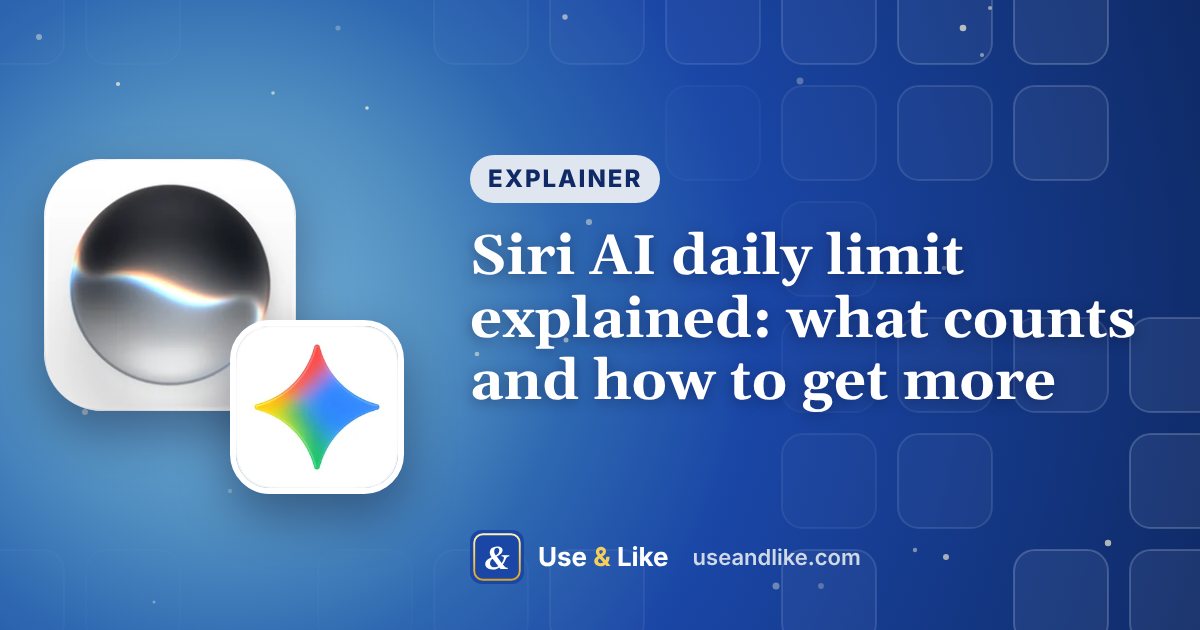 EXPLAINER
Siri AI daily limit
explained: what counts
and how to get more
& Use & Like useandlike.com